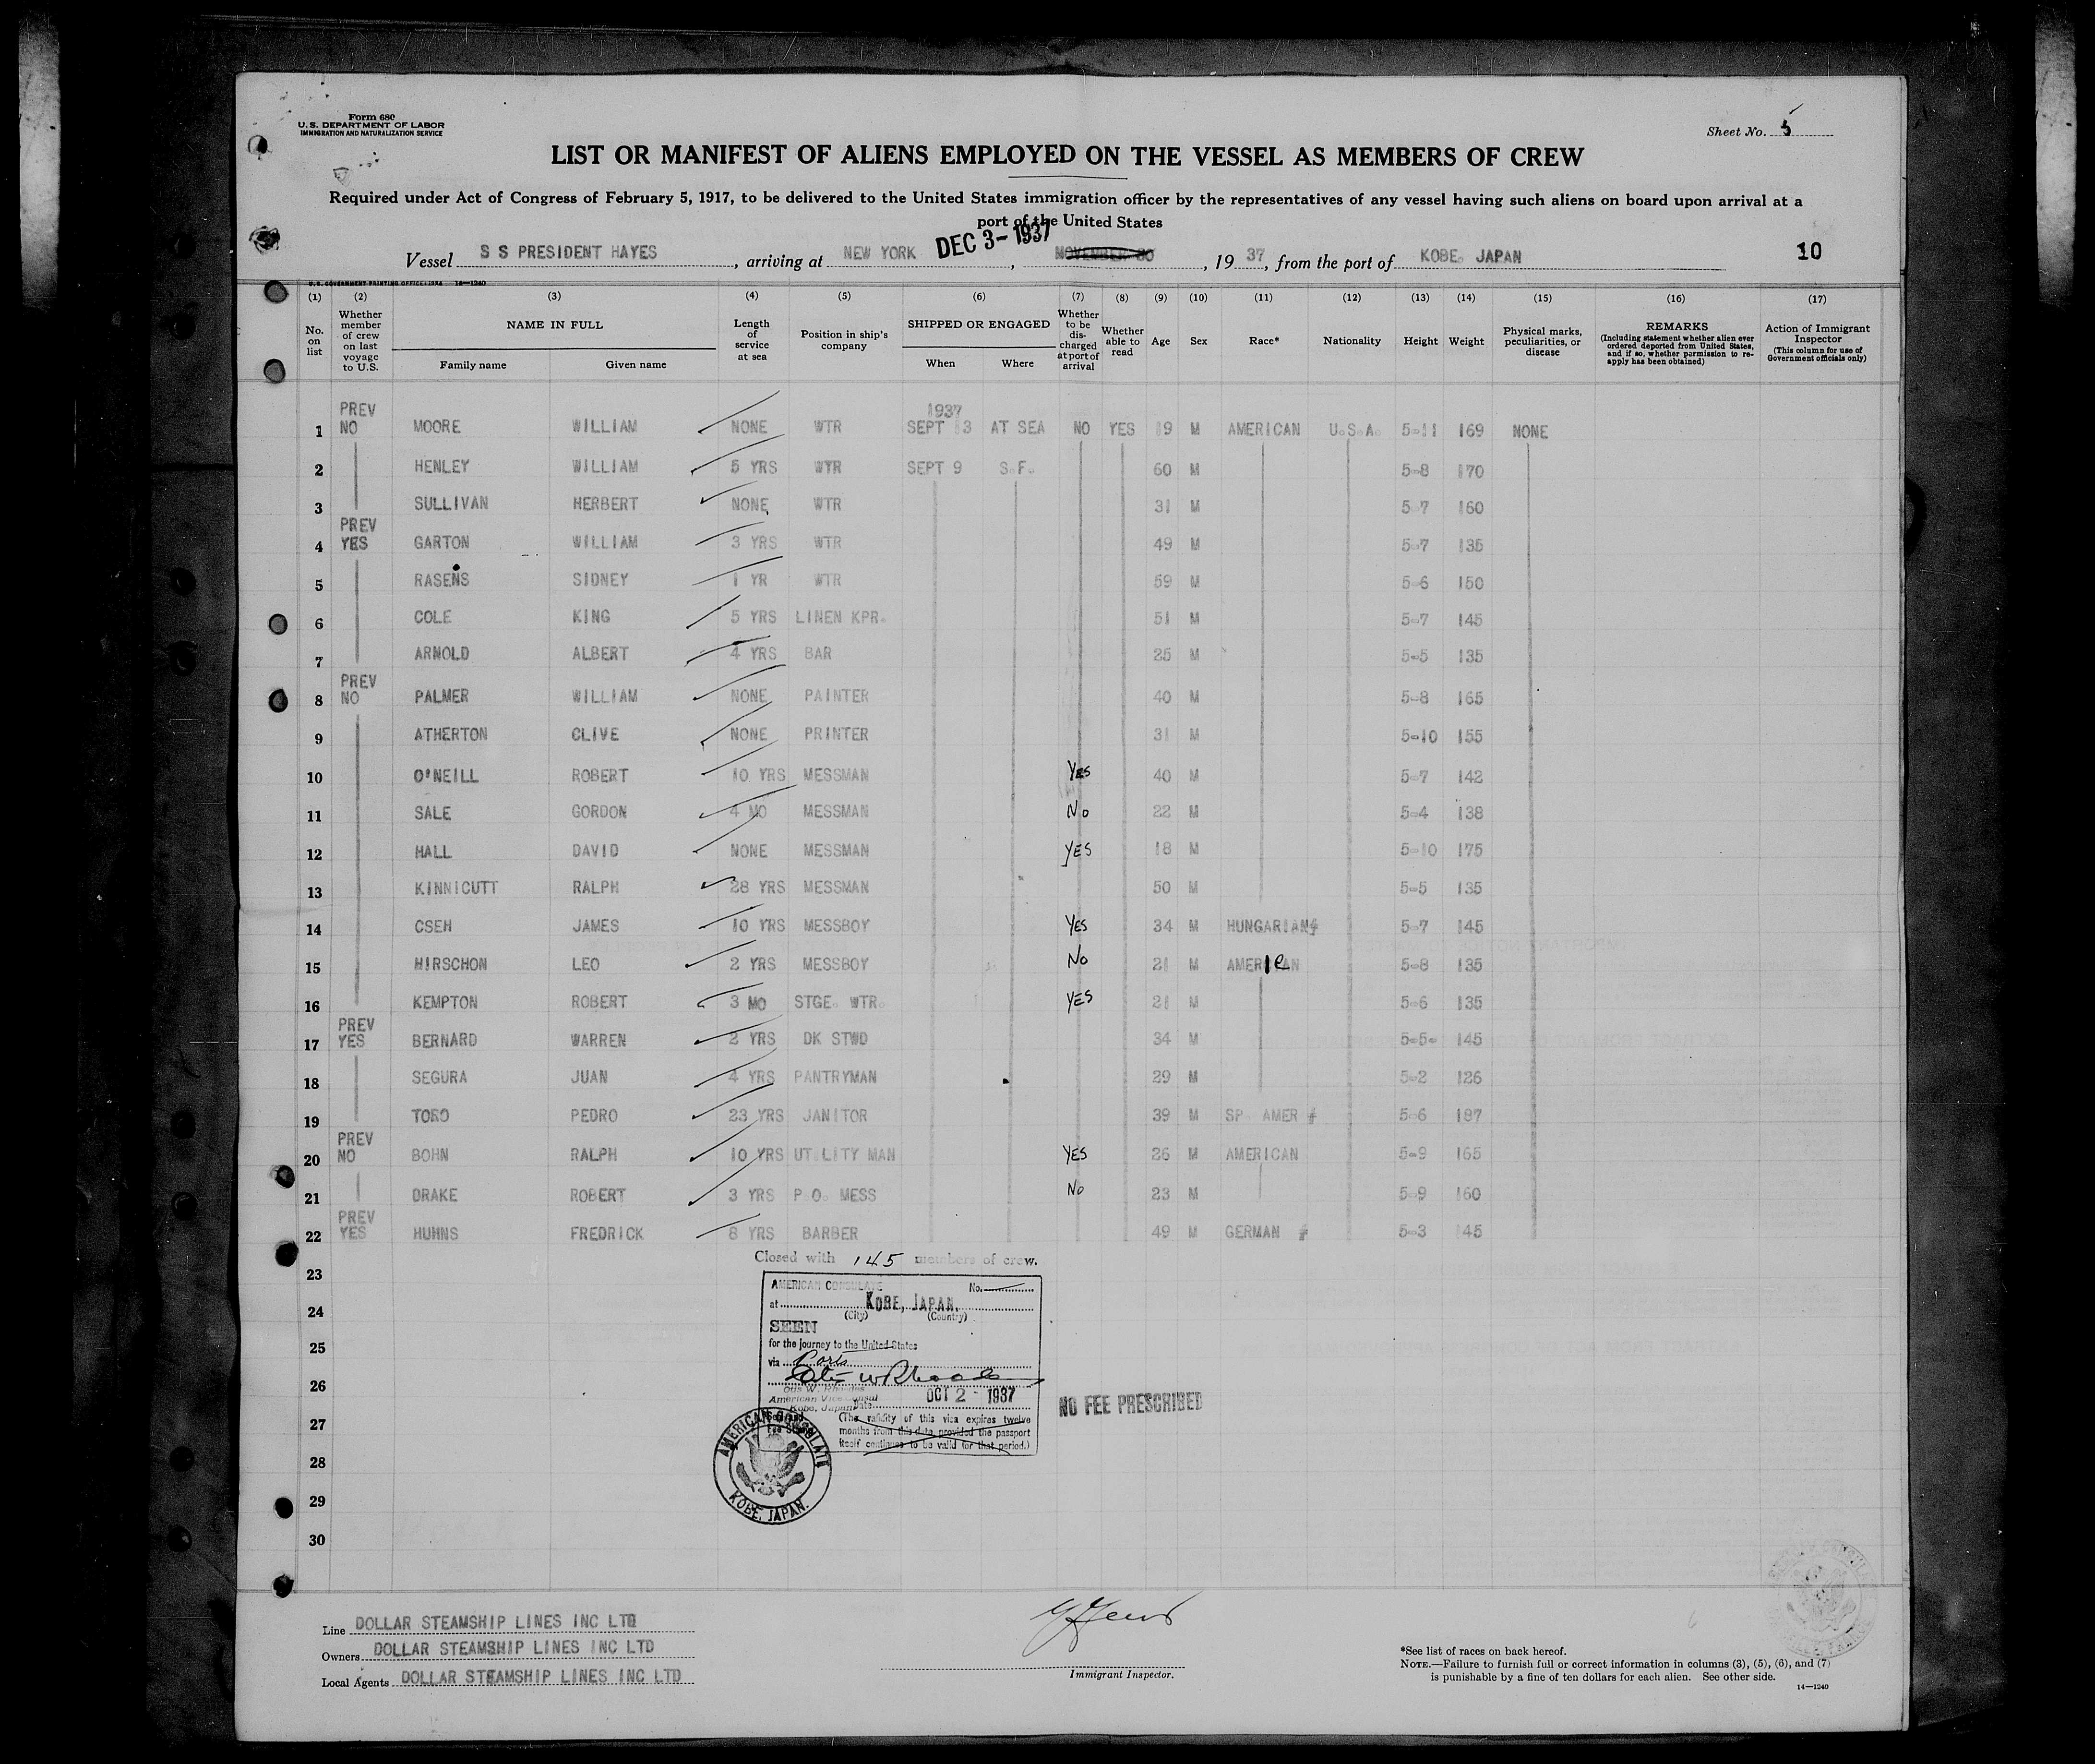 Form 680
U. S. DEPARTMENT OF LABOR
IMMIGRATION AND NATURALIZATION SERVICE
Sheet No. 5
LIST OR MANIFEST OF ALIENS EMPLOYED ON THE VESSEL AS MEMBERS OF CREW
Required under Act of Congress of February 5, 1917, to be delivered to the United States immigration officer by the representatives of any vessel having such aliens on board upon arrival at a
port of the United States
Vessel S S PRESIDENT HAYES, arriving at NEW YORK DEC 3-1937, NOVEMBER 30, 1937, from the port of KOBE. JAPAN 10
U. S. GOVERNMENT PRINTING OFFICE: 1934 14—1240
(1) (2) (3) (4) (5) (6) (7) (8) (9) (10) (11) (12) (13) (14) (15) (16) (17)
No. on list
Whether member of crew on last voyage to U.S.
NAME IN FULL
Family name Given name
Length of service at sea
Position in ship's company
SHIPPED OR ENGAGED
When Where
Whether to be discharged at port of arrival
Whether able to read
Age Sex Race* Nationality Height Weight
Physical marks, peculiarities, or disease
REMARKS
(Including statement whether alien ever ordered deported from United States, and if so, whether permission to reapply has been obtained)
Action of Immigrant Inspector
(This column for use of Government officials only)
PREV 1937
1 NO MOORE WILLIAM NONE WTR SEPT 13 AT SEA NO YES 19 M AMERICAN U.S.A. 5-11 169 NONE
2 HENLEY WILLIAM 5 YRS WTR SEPT 9 S.F. 60 M 5-8 170
3 SULLIVAN HERBERT NONE WTR 31 M 5-7 160
PREV
4 YES GARTON WILLIAM 3 YRS WTR 49 M 5-7 135
5 RASENS SIDNEY 1 YR WTR 59 M 5-6 150
6 COLE KING 5 YRS LINEN KPR. 51 M 5-7 145
7 ARNOLD ALBERT 4 YRS BAR 25 M 5-5 135
PREV
8 NO PALMER WILLIAM NONE PAINTER 40 M 5-8 165
9 ATHERTON CLIVE NONE PRINTER 31 M 5-10 155
10 O'NEILL ROBERT 10 YRS MESSMAN Yes 40 M 5-7 142
11 SALE GORDON 4 MO MESSMAN No 22 M 5-4 138
12 HALL DAVID NONE MESSMAN YES 18 M 5-10 175
13 KINNICUTT RALPH 28 YRS MESSMAN 50 M 5-5 135
14 CSEH JAMES 10 YRS MESSBOY YES 34 M HUNGARIAN 5-7 145
15 HIRSCHON LEO 2 YRS MESSBOY No 21 M AMERICAN 5-8 135
16 KEMPTON ROBERT 3 MO STGE. WTR. YES 21 M 5-6 135
PREV
17 YES BERNARD WARREN 2 YRS DK STWD 34 M 5-5- 145
18 SEGURA JUAN 4 YRS PANTRYMAN 29 M 5-2 126
19 TORO PEDRO 23 YRS JANITOR 39 M SP. AMER 5-6 187
PREV
20 NO BOHN RALPH 10 YRS UTILITY MAN YES 26 M AMERICAN 5-9 165
21 DRAKE ROBERT 3 YRS P.O. MESS No 23 M 5-9 160
PREV
22 YES HUHNS FREDRICK 8 YRS BARBER 49 M GERMAN 5-3 145
Closed with 145 members of crew.
23
24
25
26
27
28
29
30
AMERICAN CONSULATE No.
at KOBE, JAPAN.
(City) (Country)
SEEN
for the journey to the United States
via Ports
Otis W Rhoades
Otis W. Rhoades
American Vice Consul
Kobe, Japan Date OCT 2 - 1937
(The validity of this visa expires twelve
months from this date, provided the passport
itself continues to be valid for that period.)
AMERICAN CONSULATE
KOBE, JAPAN.
NO FEE PRESCRIBED
Line DOLLAR STEAMSHIP LINES INC LTD
Owners DOLLAR STEAMSHIP LINES INC LTD
Local Agents DOLLAR STEAMSHIP LINES INC LTD
Immigrant Inspector.
*See list of races on back hereof.
NOTE.—Failure to furnish full or correct information in columns (3), (5), (6), and (7)
is punishable by a fine of ten dollars for each alien. See other side.
14—1240